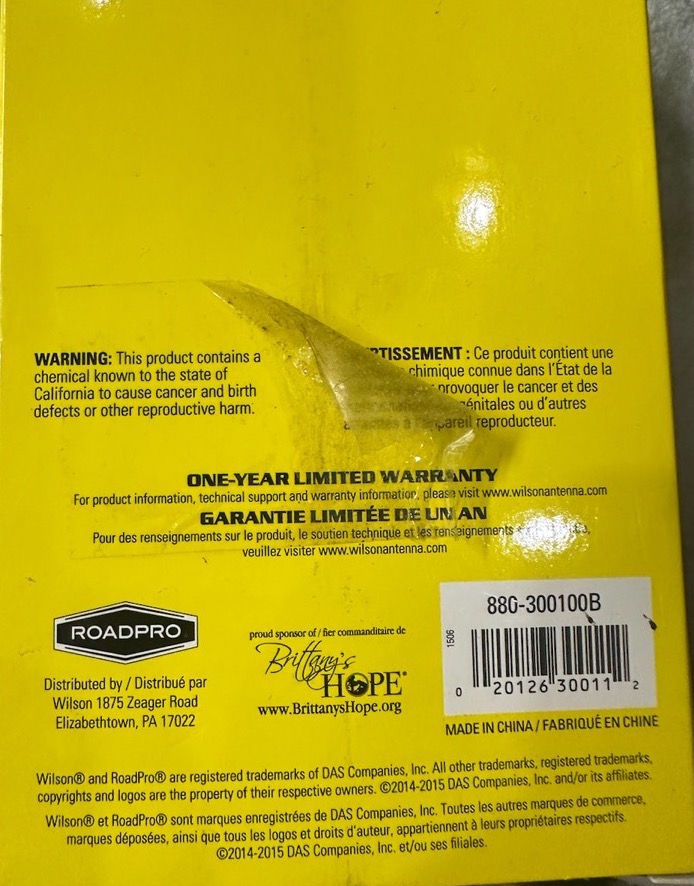 WARNING: This product contains a
chemical known to the state of
California to cause cancer and birth
defects or other reproductive harm.
RTISSEMENT : Ce produit contient une
chimique connue dans l'État de la
provoquer le cancer et des
génitales ou d'autres
appareil reproducteur.
ONE-YEAR LIMITED WARRANTY
For product information, technical support and warranty information, please visit www.wilsonantenna.com
GARANTIE LIMITÉE DE UN AN
Pour des renseignements sur le produit, le soutien technique et les renseignements
veuillez visiter www.wilsonantenna.com
ROADPRO
Distributed by / Distribué par
Wilson 1875 Zeager Road
Elizabethtown, PA 17022
proud sponsor of / fier commanditaire de
Brittany's
HOPE
www.BrittanysHope.org
880-300100B
1506
0 20126 30011 2
MADE IN CHINA / FABRIQUÉ EN CHINE
Wilson® and RoadPro® are registered trademarks of DAS Companies, Inc. All other trademarks, registered trademarks,
copyrights and logos are the property of their respective owners. ©2014-2015 DAS Companies, Inc. and/or its affiliates.
Wilson® et RoadPro® sont marques enregistrées de DAS Companies, Inc. Toutes les autres marques de commerce,
marques déposées, ainsi que tous les logos et droits d'auteur, appartiennent à leurs propriétaires respectifs.
©2014-2015 DAS Companies, Inc. et/ou ses filiales.